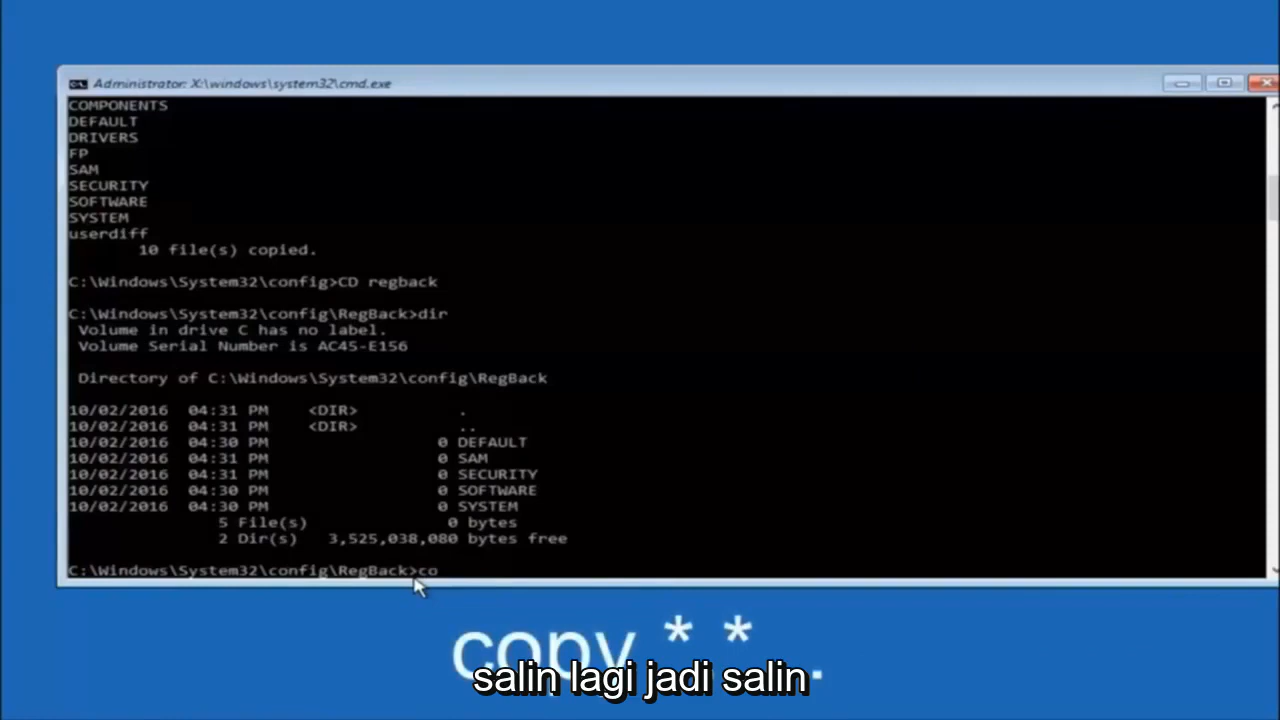 Administrator: X:\windows\system32\cmd.exe
COMPONENTS
DEFAULT
DRIVERS
FP
SAM
SECURITY
SOFTWARE
SYSTEM
userdiff
10 file(s) copied.
C:\Windows\System32\config>CD regback
C:\Windows\System32\config\RegBack>dir
Volume in drive C has no label.
Volume Serial Number is AC45-E156
Directory of C:\Windows\System32\config\RegBack
10/02/2016 04:31 PM <DIR> .
10/02/2016 04:31 PM <DIR> ..
10/02/2016 04:30 PM 0 DEFAULT
10/02/2016 04:31 PM 0 SAM
10/02/2016 04:31 PM 0 SECURITY
10/02/2016 04:30 PM 0 SOFTWARE
10/02/2016 04:30 PM 0 SYSTEM
5 File(s) 0 bytes
2 Dir(s) 3,525,038,080 bytes free
C:\Windows\System32\config\RegBack>co
copy * * .
salin lagi jadi salin